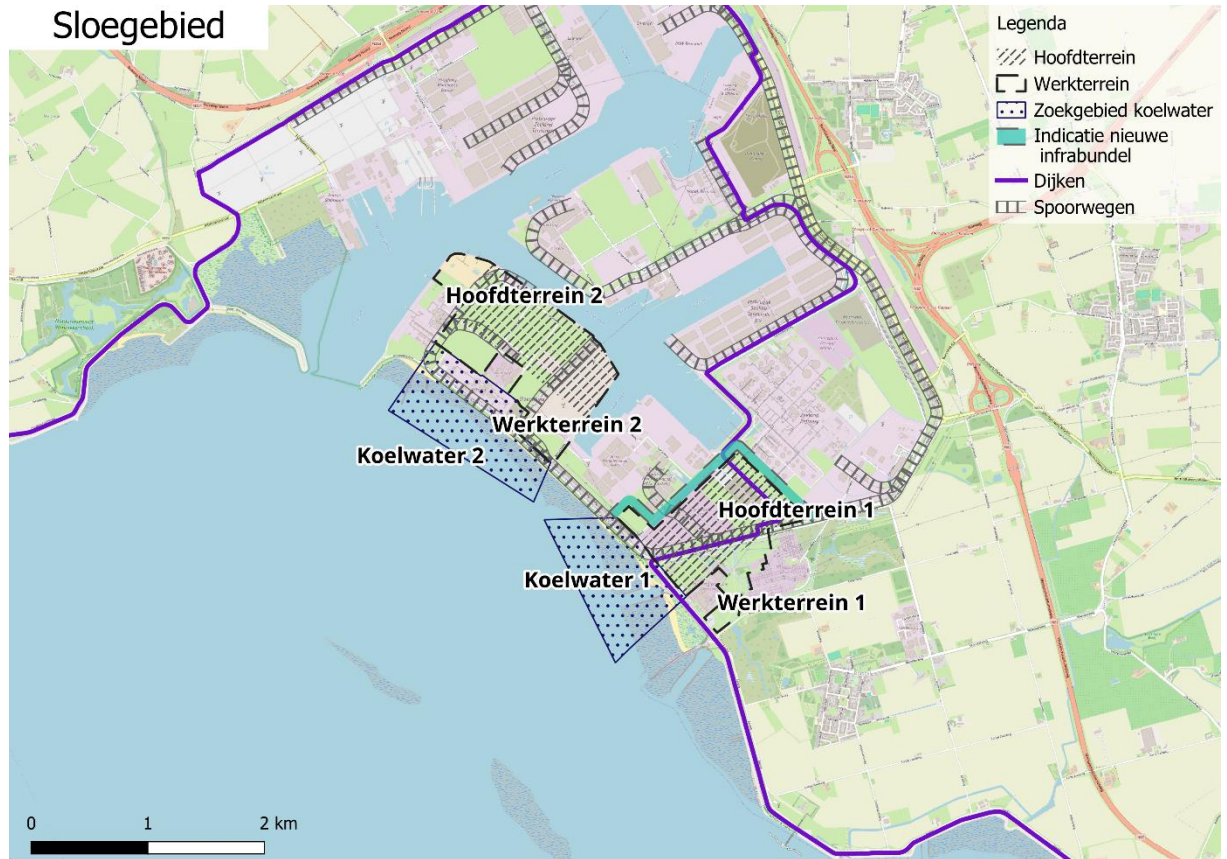 Sloegebied
Legenda
Hoofdterrein
Werkterrein
Zoekgebied koelwater
Indicatie nieuwe
infrabundel
Dijken
Spoorwegen
Hoofdterrein 2
Werkterrein 2
Koelwater 2
Hoofdterrein 1
Koelwater 1
Werkterrein 1
0 1 2 km